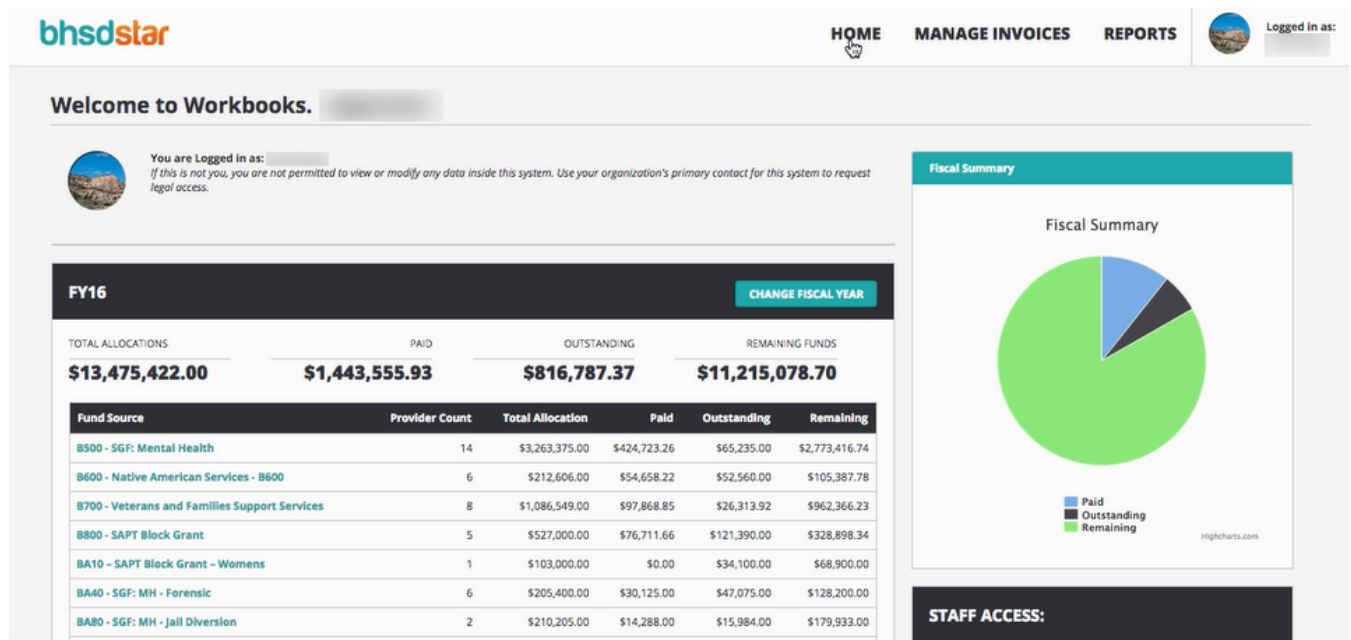 bhsdstar
HOME MANAGE INVOICES REPORTS
Logged in as:
Welcome to Workbooks.
You are Logged in as:
If this is not you, you are not permitted to view or modify any data inside this system. Use your organization's primary contact for this system to request
legal access.
FY16
CHANGE FISCAL YEAR
TOTAL ALLOCATIONS PAID OUTSTANDING REMAINING FUNDS
$13,475,422.00 $1,443,555.93 $816,787.37 $11,215,078.70
Fund Source Provider Count Total Allocation Paid Outstanding Remaining
B500 - SGF: Mental Health 14 $3,263,375.00 $424,723.26 $65,235.00 $2,773,416.74
B600 - Native American Services - B600 6 $212,606.00 $54,658.22 $52,560.00 $105,387.78
B700 - Veterans and Families Support Services 8 $1,086,549.00 $97,868.85 $26,313.92 $962,366.23
B800 - SAPT Block Grant 5 $527,000.00 $76,711.66 $121,390.00 $328,898.34
BA10 – SAPT Block Grant – Womens 1 $103,000.00 $0.00 $34,100.00 $68,900.00
BA40 - SGF: MH - Forensic 6 $205,400.00 $30,125.00 $47,075.00 $128,200.00
BA80 - SGF: MH - Jail Diversion 2 $210,205.00 $14,288.00 $15,984.00 $179,933.00
Fiscal Summary
Fiscal Summary
Paid
Outstanding
Remaining
Highcharts.com
STAFF ACCESS: